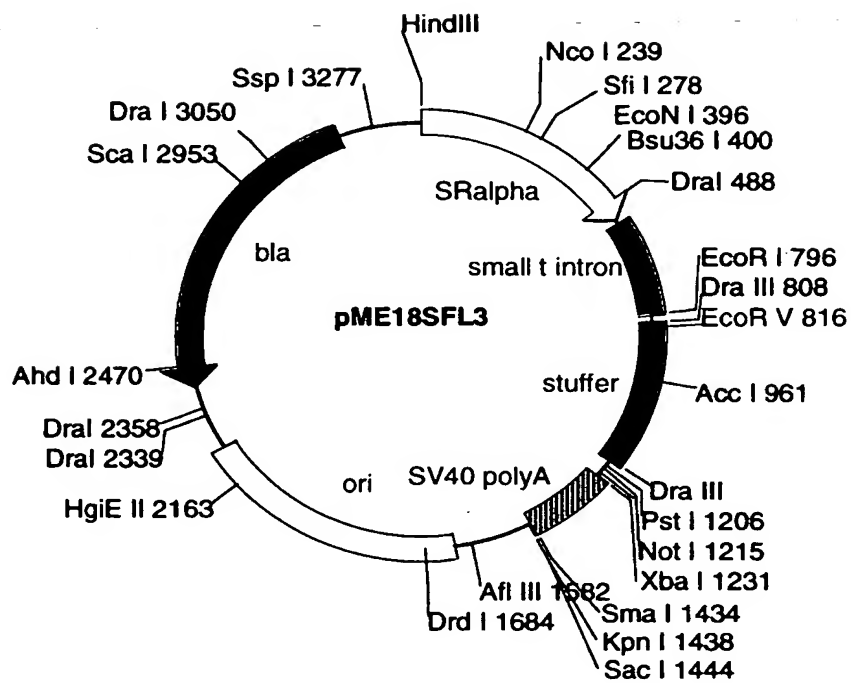 HindIII
Nco I 239
Sfi I 278
EcoN I 396
Bsu36 I 400
DraI 488
SRalpha
small t intron
EcoR I 796
Dra III 808
EcoR V 816
stuffer
Acc I 961
Dra III
Pst I 1206
Not I 1215
Xba I 1231
SV40 polyA
Sma I 1434
Kpn I 1438
Sac I 1444
Afl III 1682
Drd I 1684
ori
HgiE II 2163
DraI 2339
DraI 2358
Ahd I 2470
bla
Sca I 2953
Dra I 3050
Ssp I 3277
pME18SFL3